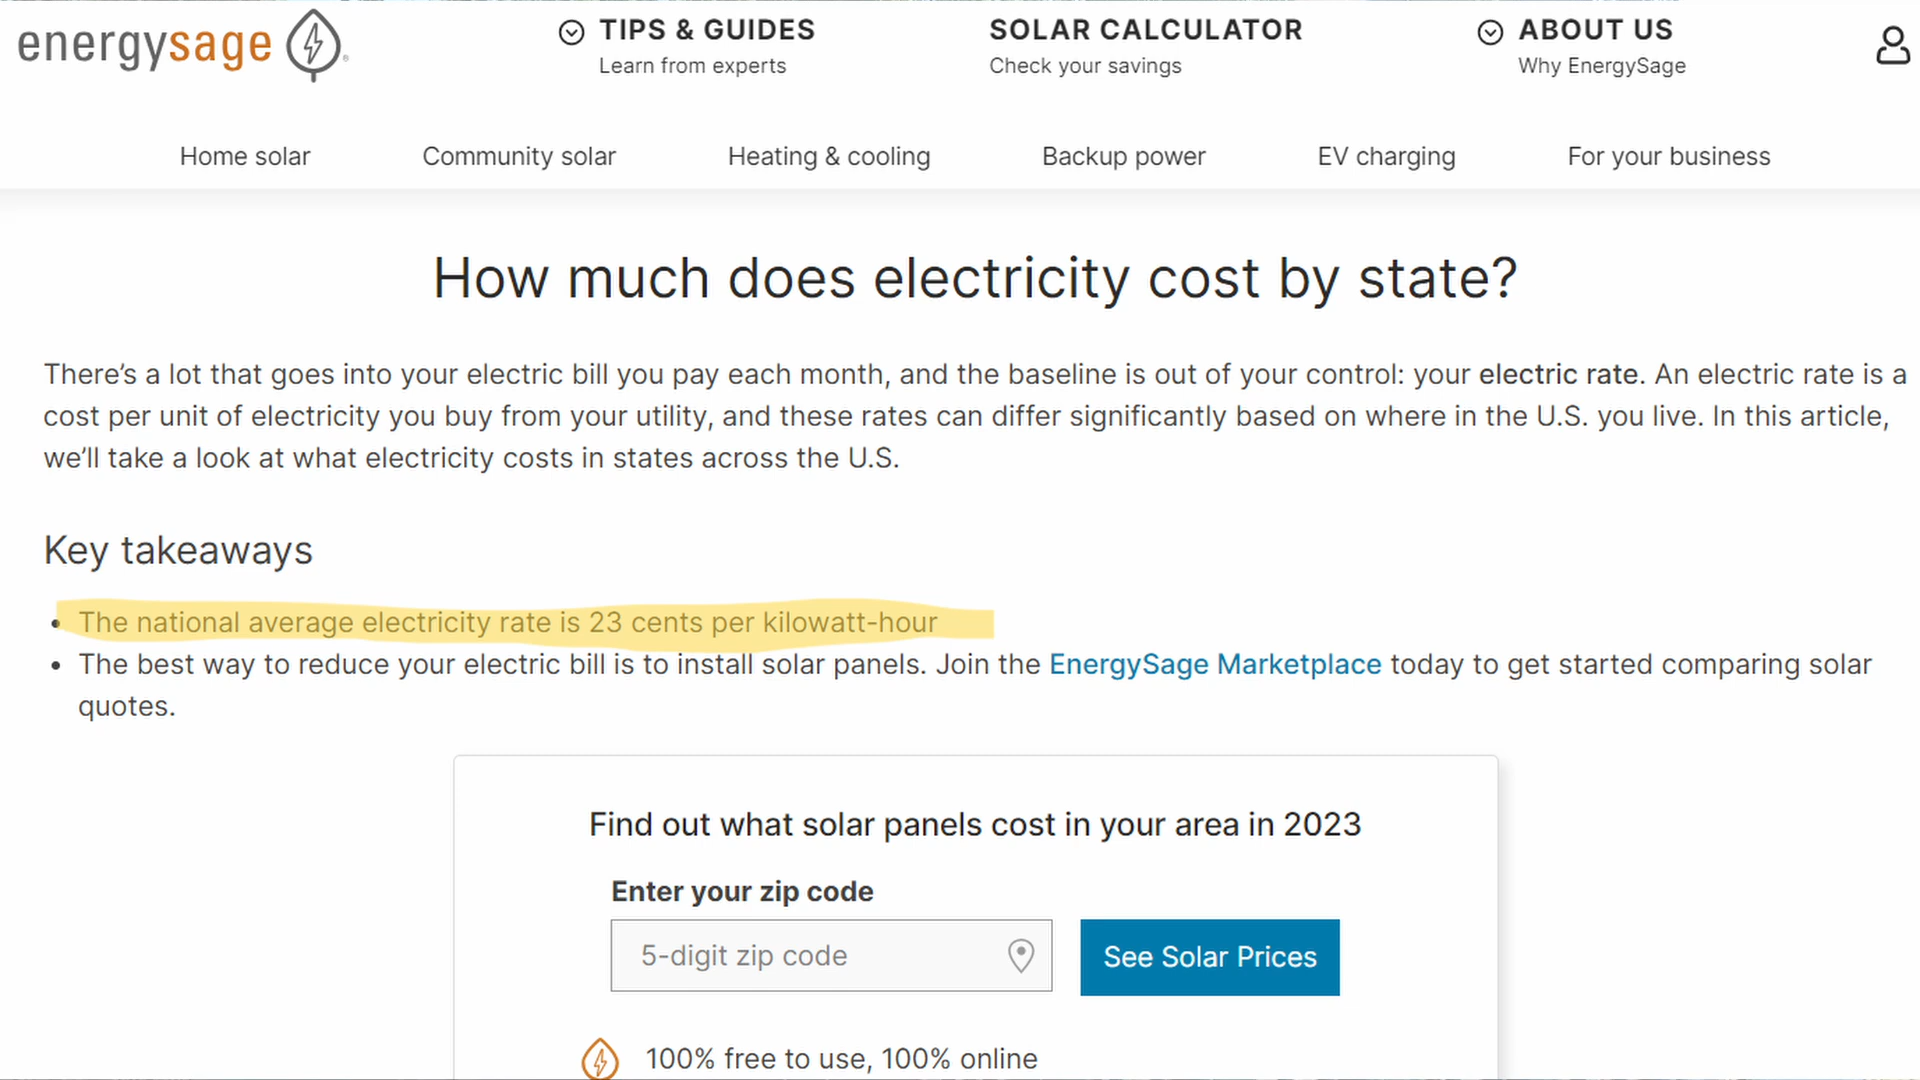 energysage
TIPS & GUIDES
Learn from experts
SOLAR CALCULATOR
Check your savings
ABOUT US
Why EnergySage
Home solar
Community solar
Heating & cooling
Backup power
EV charging
For your business
How much does electricity cost by state?
There’s a lot that goes into your electric bill you pay each month, and the baseline is out of your control: your electric rate. An electric rate is a
cost per unit of electricity you buy from your utility, and these rates can differ significantly based on where in the U.S. you live. In this article,
we’ll take a look at what electricity costs in states across the U.S.
Key takeaways
• The national average electricity rate is 23 cents per kilowatt-hour
• The best way to reduce your electric bill is to install solar panels. Join the EnergySage Marketplace today to get started comparing solar
quotes.
Find out what solar panels cost in your area in 2023
Enter your zip code
5-digit zip code
See Solar Prices
100% free to use, 100% online